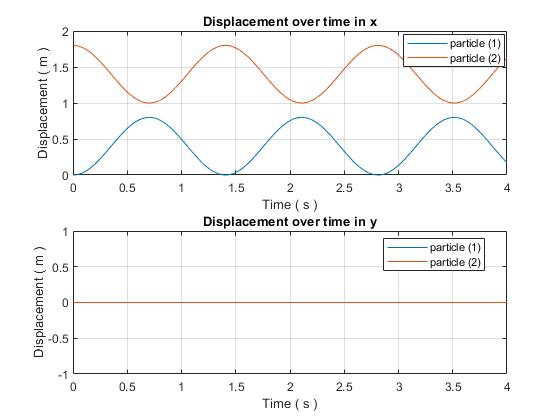 Displacement over time in x
Displacement ( m )
2
1.5
1
0.5
0
particle (1)
particle (2)
0 0.5 1 1.5 2 2.5 3 3.5 4
Time ( s )
Displacement over time in y
Displacement ( m )
1
0.5
0
-0.5
-1
particle (1)
particle (2)
0 0.5 1 1.5 2 2.5 3 3.5 4
Time ( s )